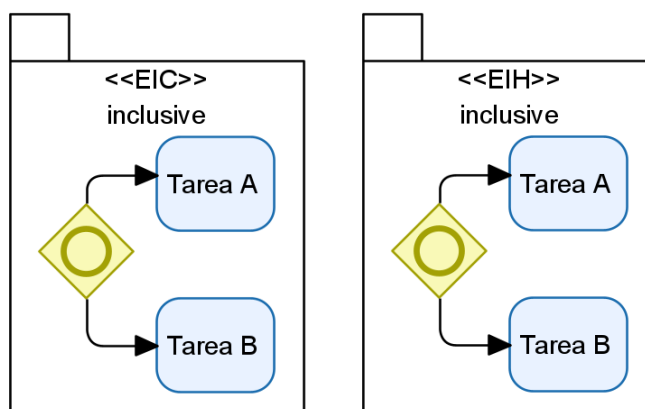 <<EIC>>
inclusive
Tarea A
Tarea B
<<EIH>>
inclusive
Tarea A
Tarea B